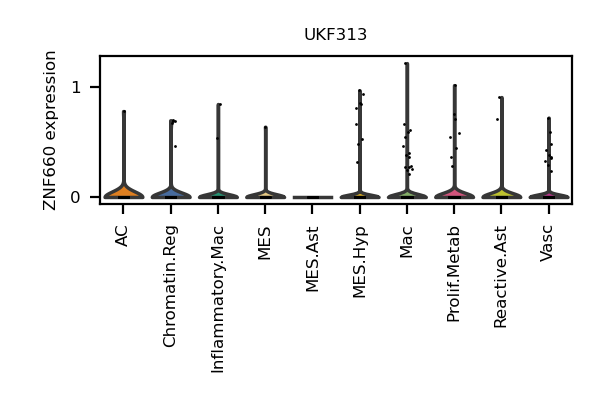 UKF313
ZNF660 expression
1
0
AC
Chromatin.Reg
Inflammatory.Mac
MES
MES.Ast
MES.Hyp
Mac
Prolif.Metab
Reactive.Ast
Vasc